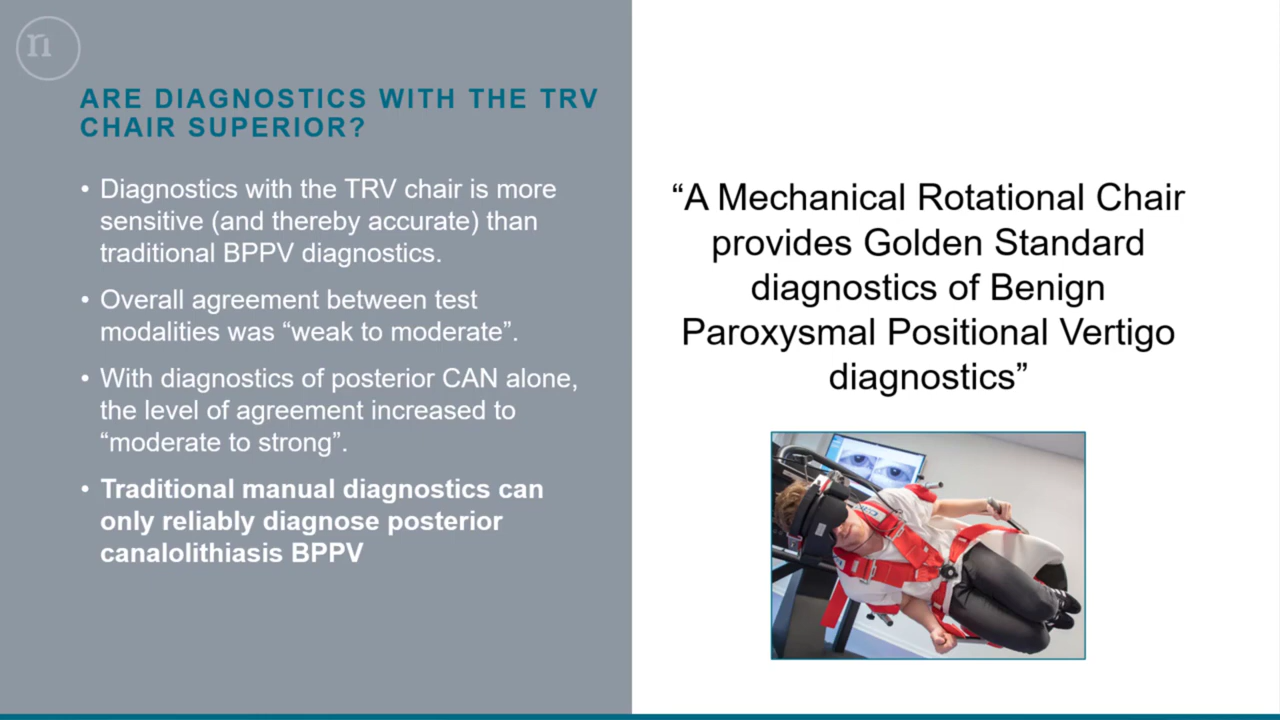 n
ARE DIAGNOSTICS WITH THE TRV
CHAIR SUPERIOR?
• Diagnostics with the TRV chair is more
sensitive (and thereby accurate) than
traditional BPPV diagnostics.
• Overall agreement between test
modalities was “weak to moderate”.
• With diagnostics of posterior CAN alone,
the level of agreement increased to
“moderate to strong”.
• Traditional manual diagnostics can
only reliably diagnose posterior
canalolithiasis BPPV
“A Mechanical Rotational Chair
provides Golden Standard
diagnostics of Benign
Paroxysmal Positional Vertigo
diagnostics”